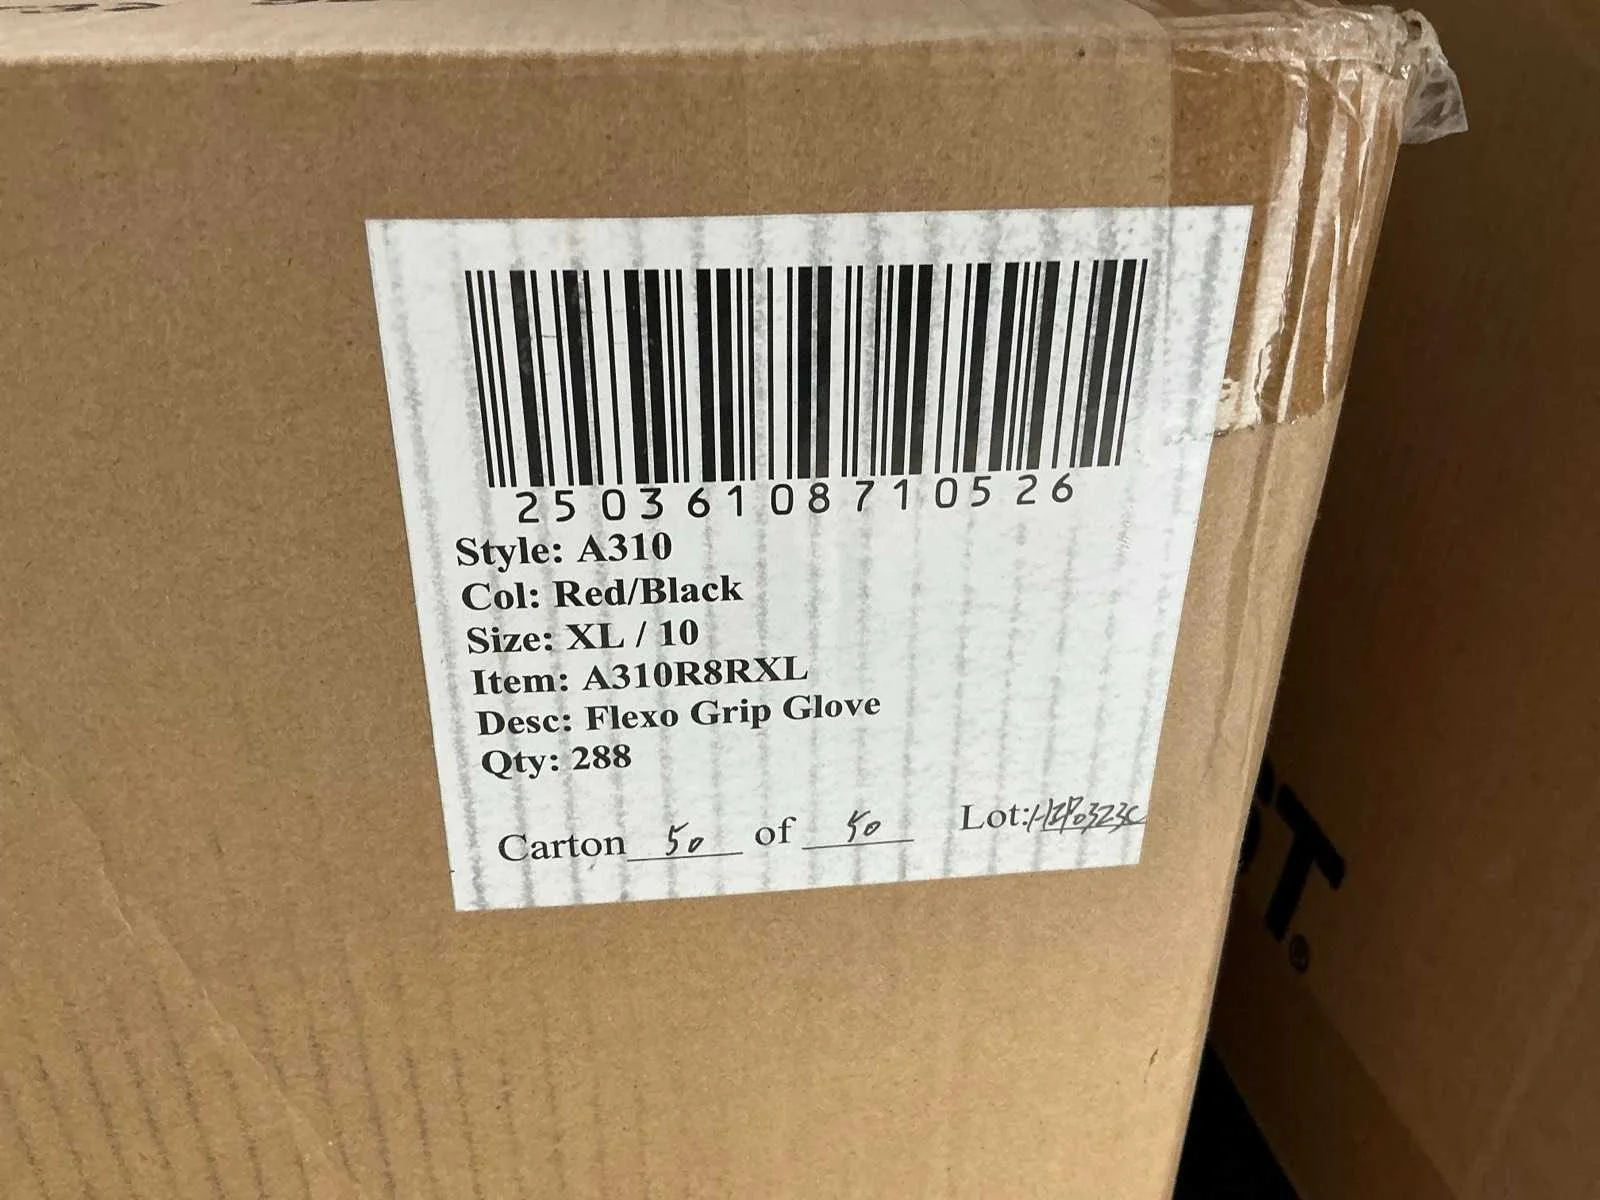 25036108710526
Style: A310
Col: Red/Black
Size: XL / 10
Item: A310R8RXL
Desc: Flexo Grip Glove
Qty: 288
Carton 50 of 50 Lot: